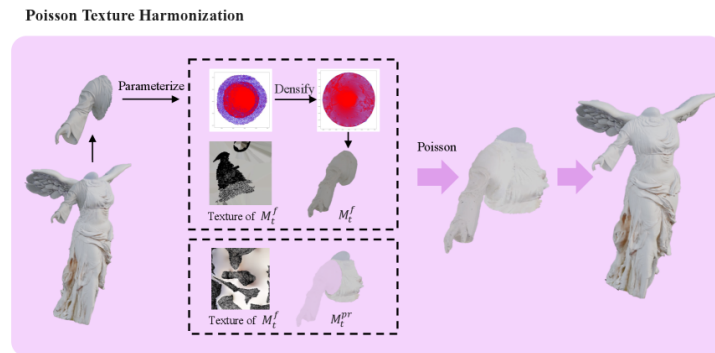 Poisson Texture Harmonization
Parameterize
Densify
Poisson
Texture of M_t^f
M_t^f
Texture of M_t^f
M_t^{pr}